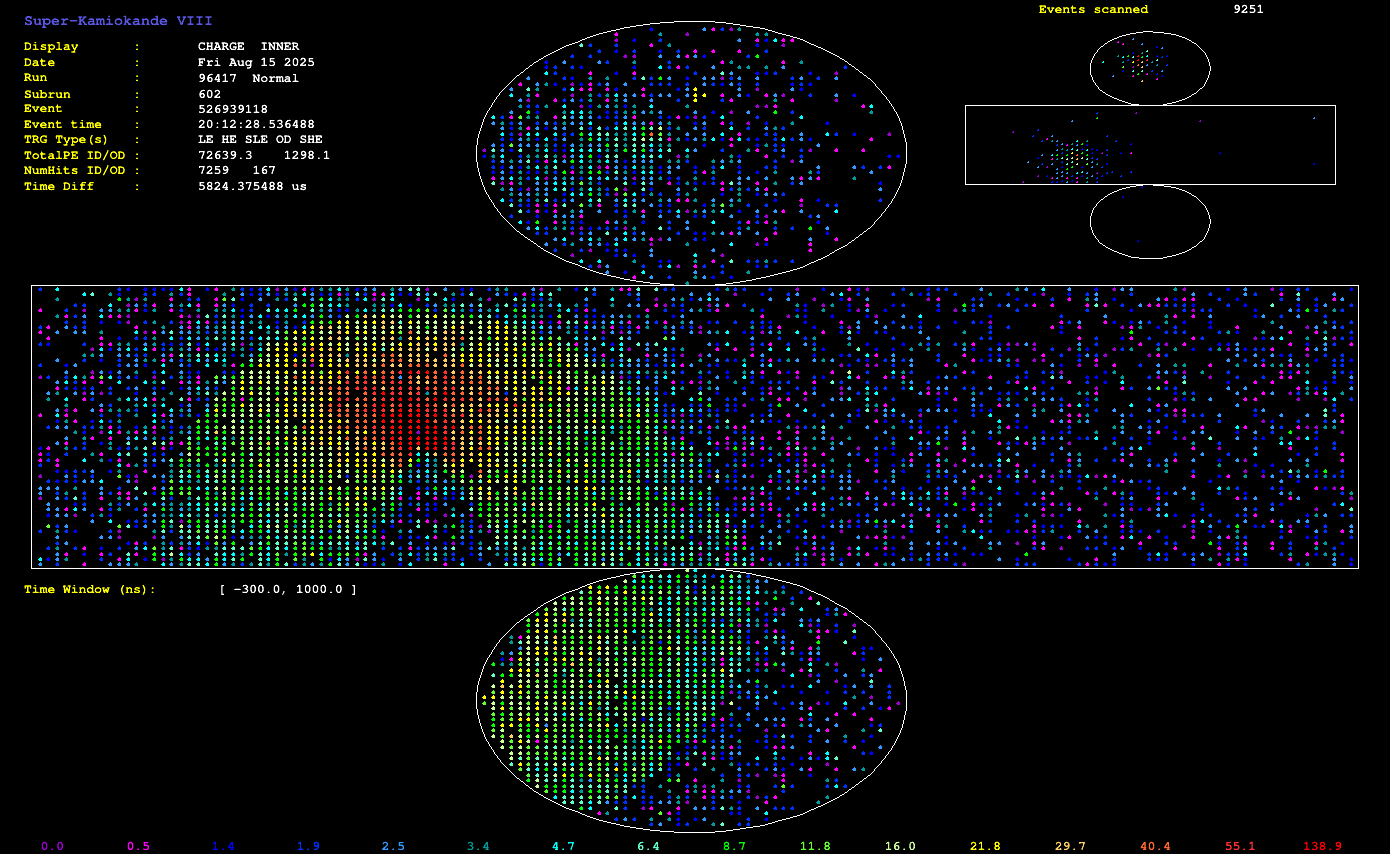 Super-Kamiokande VIII
Events scanned 9251
Display : CHARGE INNER
Date : Fri Aug 15 2025
Run : 96417 Normal
Subrun : 602
Event : 526939118
Event time : 20:12:28.536488
TRG Type(s) : LE HE SLE OD SHE
TotalPE ID/OD : 72639.3 1298.1
NumHits ID/OD : 7259 167
Time Diff : 5824.375488 us
Time Window (ns): [ -300.0, 1000.0 ]
0.0 0.5 1.4 1.9 2.5 3.4 4.7 6.4 8.7 11.8 16.0 21.8 29.7 40.4 55.1 138.9